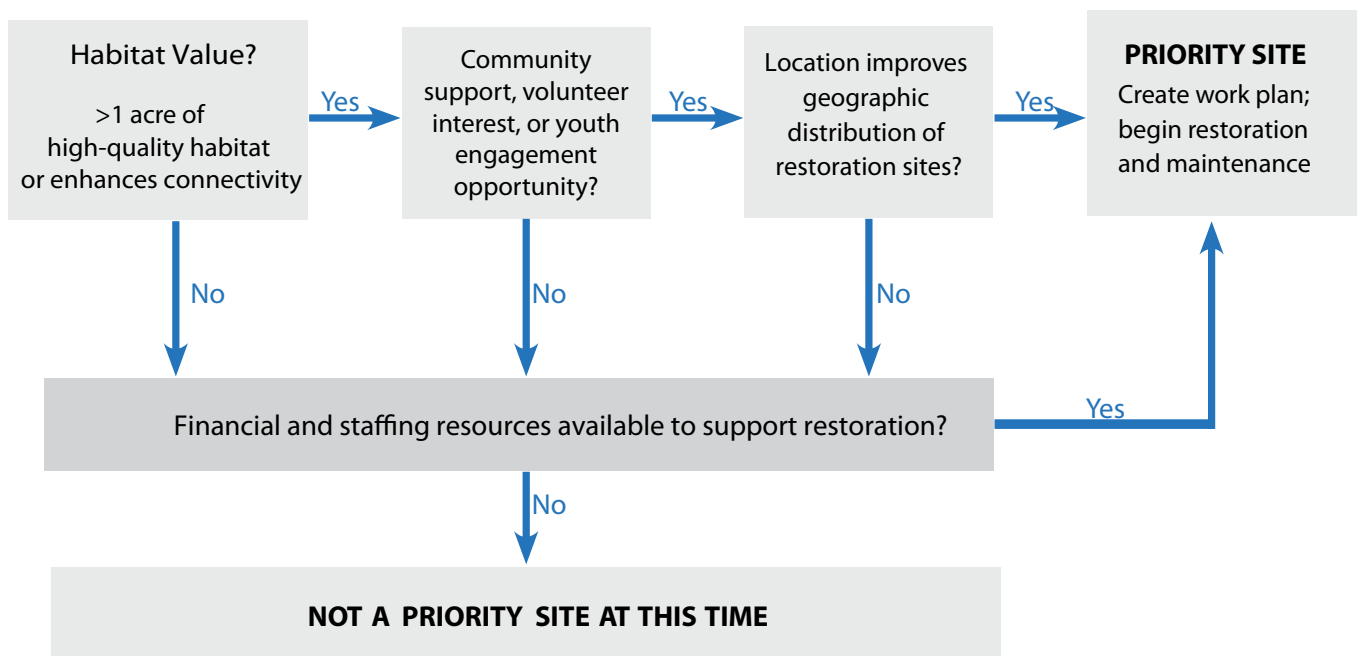 Habitat Value?
>1 acre of
high-quality habitat
or enhances connectivity
Yes
No
Community
support, volunteer
interest, or youth
engagement
opportunity?
Yes
No
Location improves
geographic
distribution of
restoration sites?
Yes
No
PRIORITY SITE
Create work plan;
begin restoration
and maintenance
Financial and staffing resources available to support restoration?
Yes
No
NOT A PRIORITY SITE AT THIS TIME